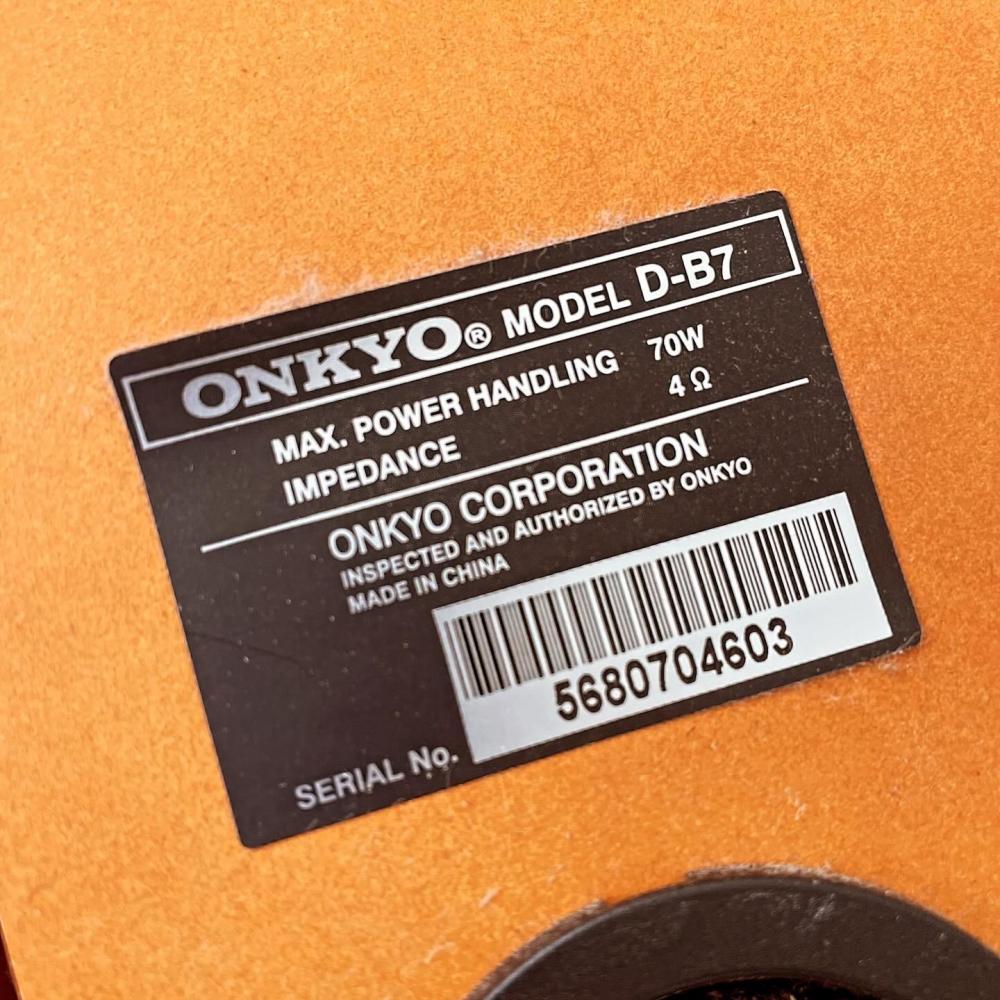 ONKYO® MODEL D-B7
MAX. POWER HANDLING 70W
IMPEDANCE 4 Ω
ONKYO CORPORATION
INSPECTED AND AUTHORIZED BY ONKYO
MADE IN CHINA
5680704603
SERIAL No.